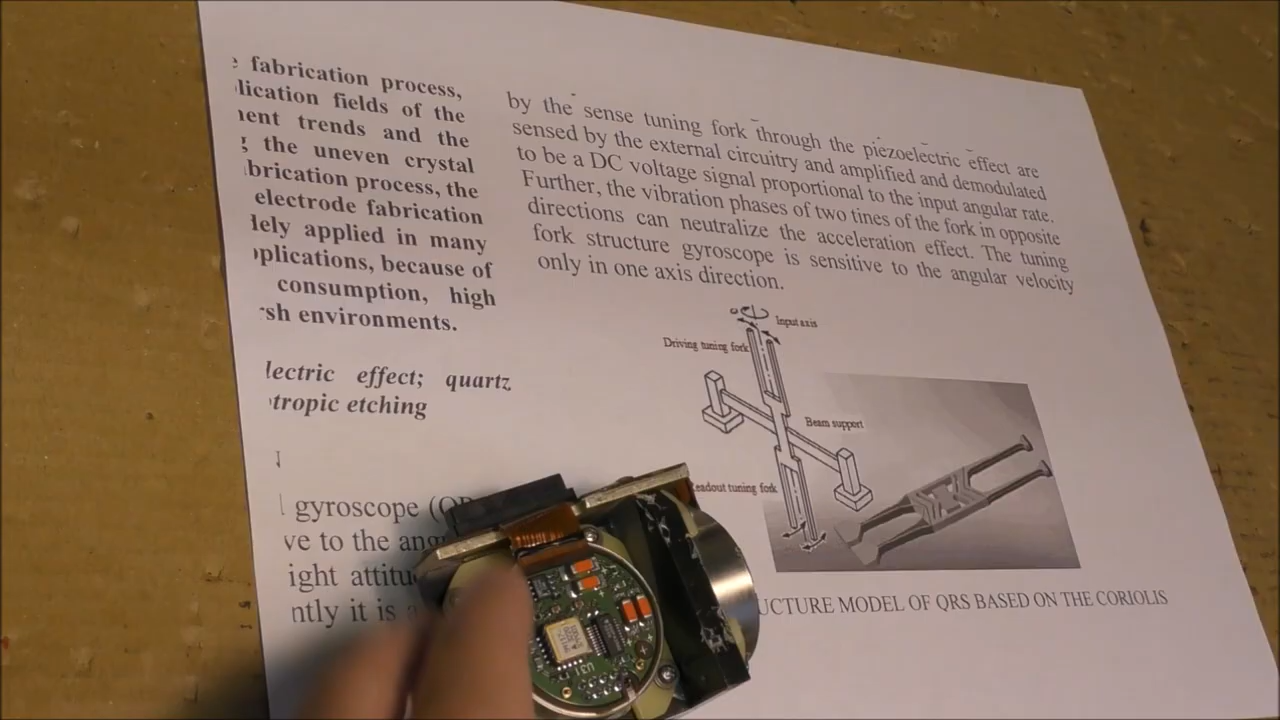 fabrication process,
lication fields of the
ent trends and the
the uneven crystal
brication process, the
electrode fabrication
ely applied in many
pplications, because of
consumption, high
sh environments.
lectric effect; quartz
tropic etching
gyroscope
ve to the
ight
ntly it is
by the sense tuning fork through the piezoelectric effect are
sensed by the external circuitry and amplified and demodulated
to be a DC voltage signal proportional to the input angular rate.
Further, the vibration phases of two tines of the fork in opposite
directions can neutralize the acceleration effect. The tuning
fork structure gyroscope is sensitive to the angular velocity
only in one axis direction.
Input axis
Driving tuning fork
Beam support
eadout tuning fork
UCTURE MODEL OF QRS BASED ON THE CORIOLIS